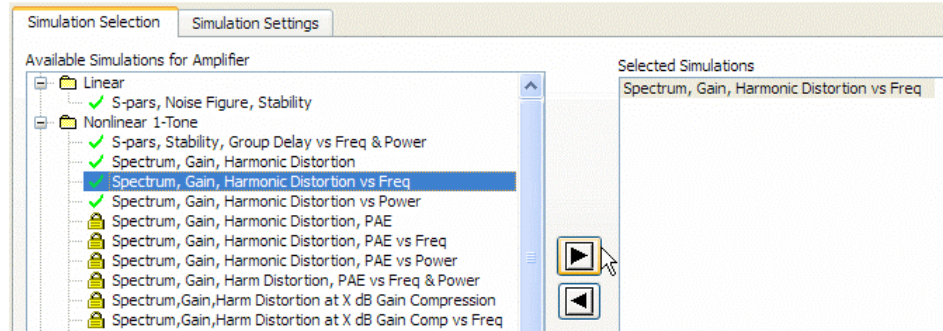 Simulation Selection
Simulation Settings
Available Simulations for Amplifier
Linear
S-pars, Noise Figure, Stability
Nonlinear 1-Tone
S-pars, Stability, Group Delay vs Freq & Power
Spectrum, Gain, Harmonic Distortion
Spectrum, Gain, Harmonic Distortion vs Freq
Spectrum, Gain, Harmonic Distortion vs Power
Spectrum, Gain, Harmonic Distortion, PAE
Spectrum, Gain, Harmonic Distortion, PAE vs Freq
Spectrum, Gain, Harmonic Distortion, PAE vs Power
Spectrum, Gain, Harm Distortion, PAE vs Freq & Power
Spectrum,Gain,Harm Distortion at X dB Gain Compression
Spectrum,Gain,Harm Distortion at X dB Gain Comp vs Freq
Selected Simulations
Spectrum, Gain, Harmonic Distortion vs Freq